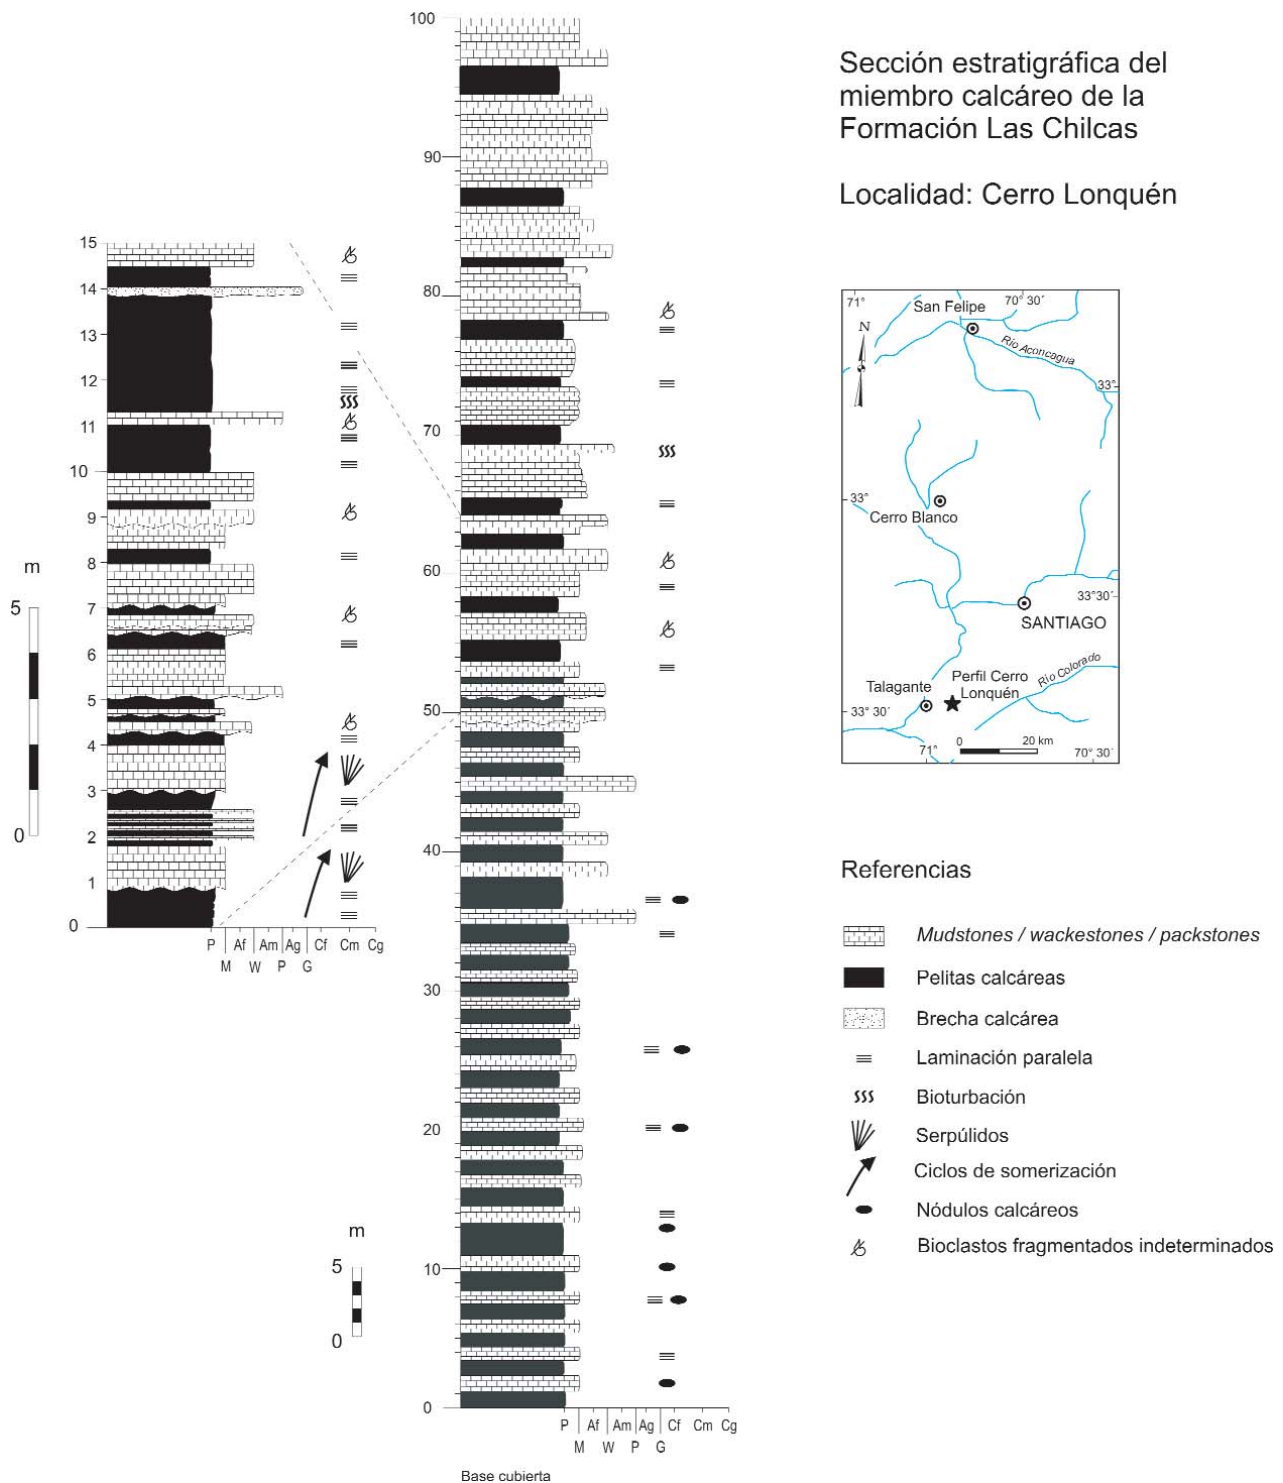 Sección estratigráfica del
miembro calcáreo de la
Formación Las Chilcas
Localidad: Cerro Lonquén
15
14
13
12
11
10
9
8
7
6
5
4
3
2
1
0
P Af Am Ag Cf Cm Cg
M W P G
m
5
0
100
90
80
70
60
50
40
30
20
10
0
P Af Am Ag Cf Cm Cg
M W P G
Base cubierta
m
5
0
71° 70° 30´
San Felipe
N
Río Aconcagua
33°
33°
Cerro Blanco
33°30´
SANTIAGO
Río Colorado
Talagante
Perfil Cerro
Lonquén
33° 30´
0 20 km
71° 70° 30´
Referencias
Mudstones / wackestones / packstones
Pelitas calcáreas
Brecha calcárea
Laminación paralela
Bioturbación
Serpúlidos
Ciclos de somerización
Nódulos calcáreos
Bioclastos fragmentados indeterminados